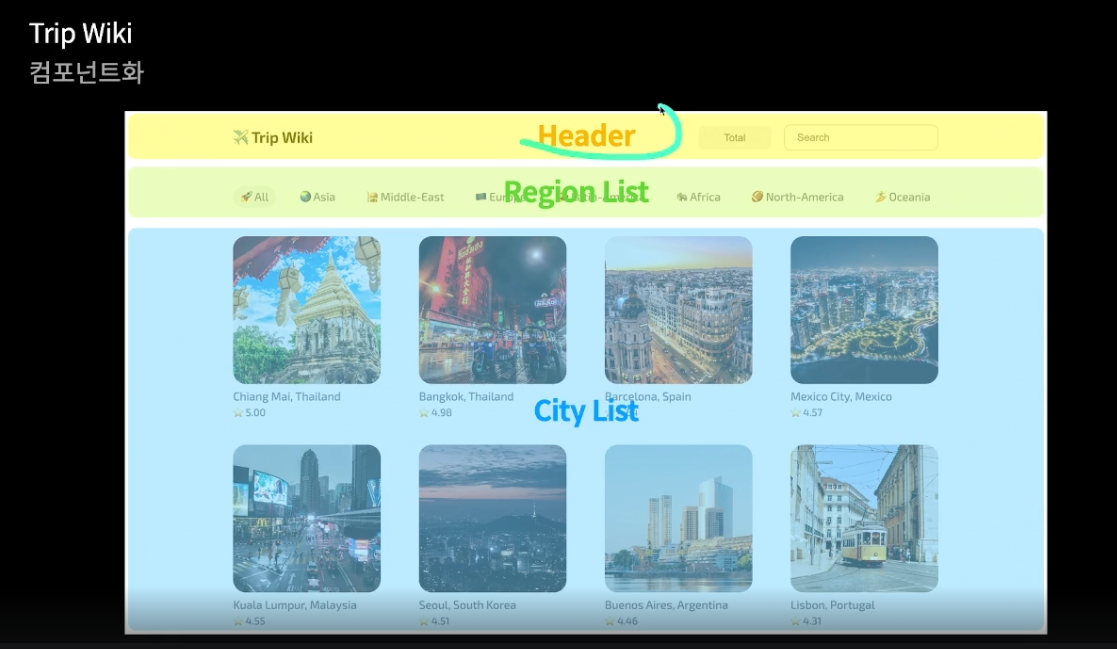 Trip Wiki
컴포넌트화
Trip Wiki
Header
Total
Search
Region List
All
Asia
Middle-East
Africa
North-America
Oceania
Chiang Mai, Thailand
5.00
Bangkok, Thailand
4.98
Barcelona, Spain
Mexico City, Mexico
4.57
City List
Kuala Lumpur, Malaysia
4.55
Seoul, South Korea
4.51
Buenos Aires, Argentina
4.46
Lisbon, Portugal
4.31